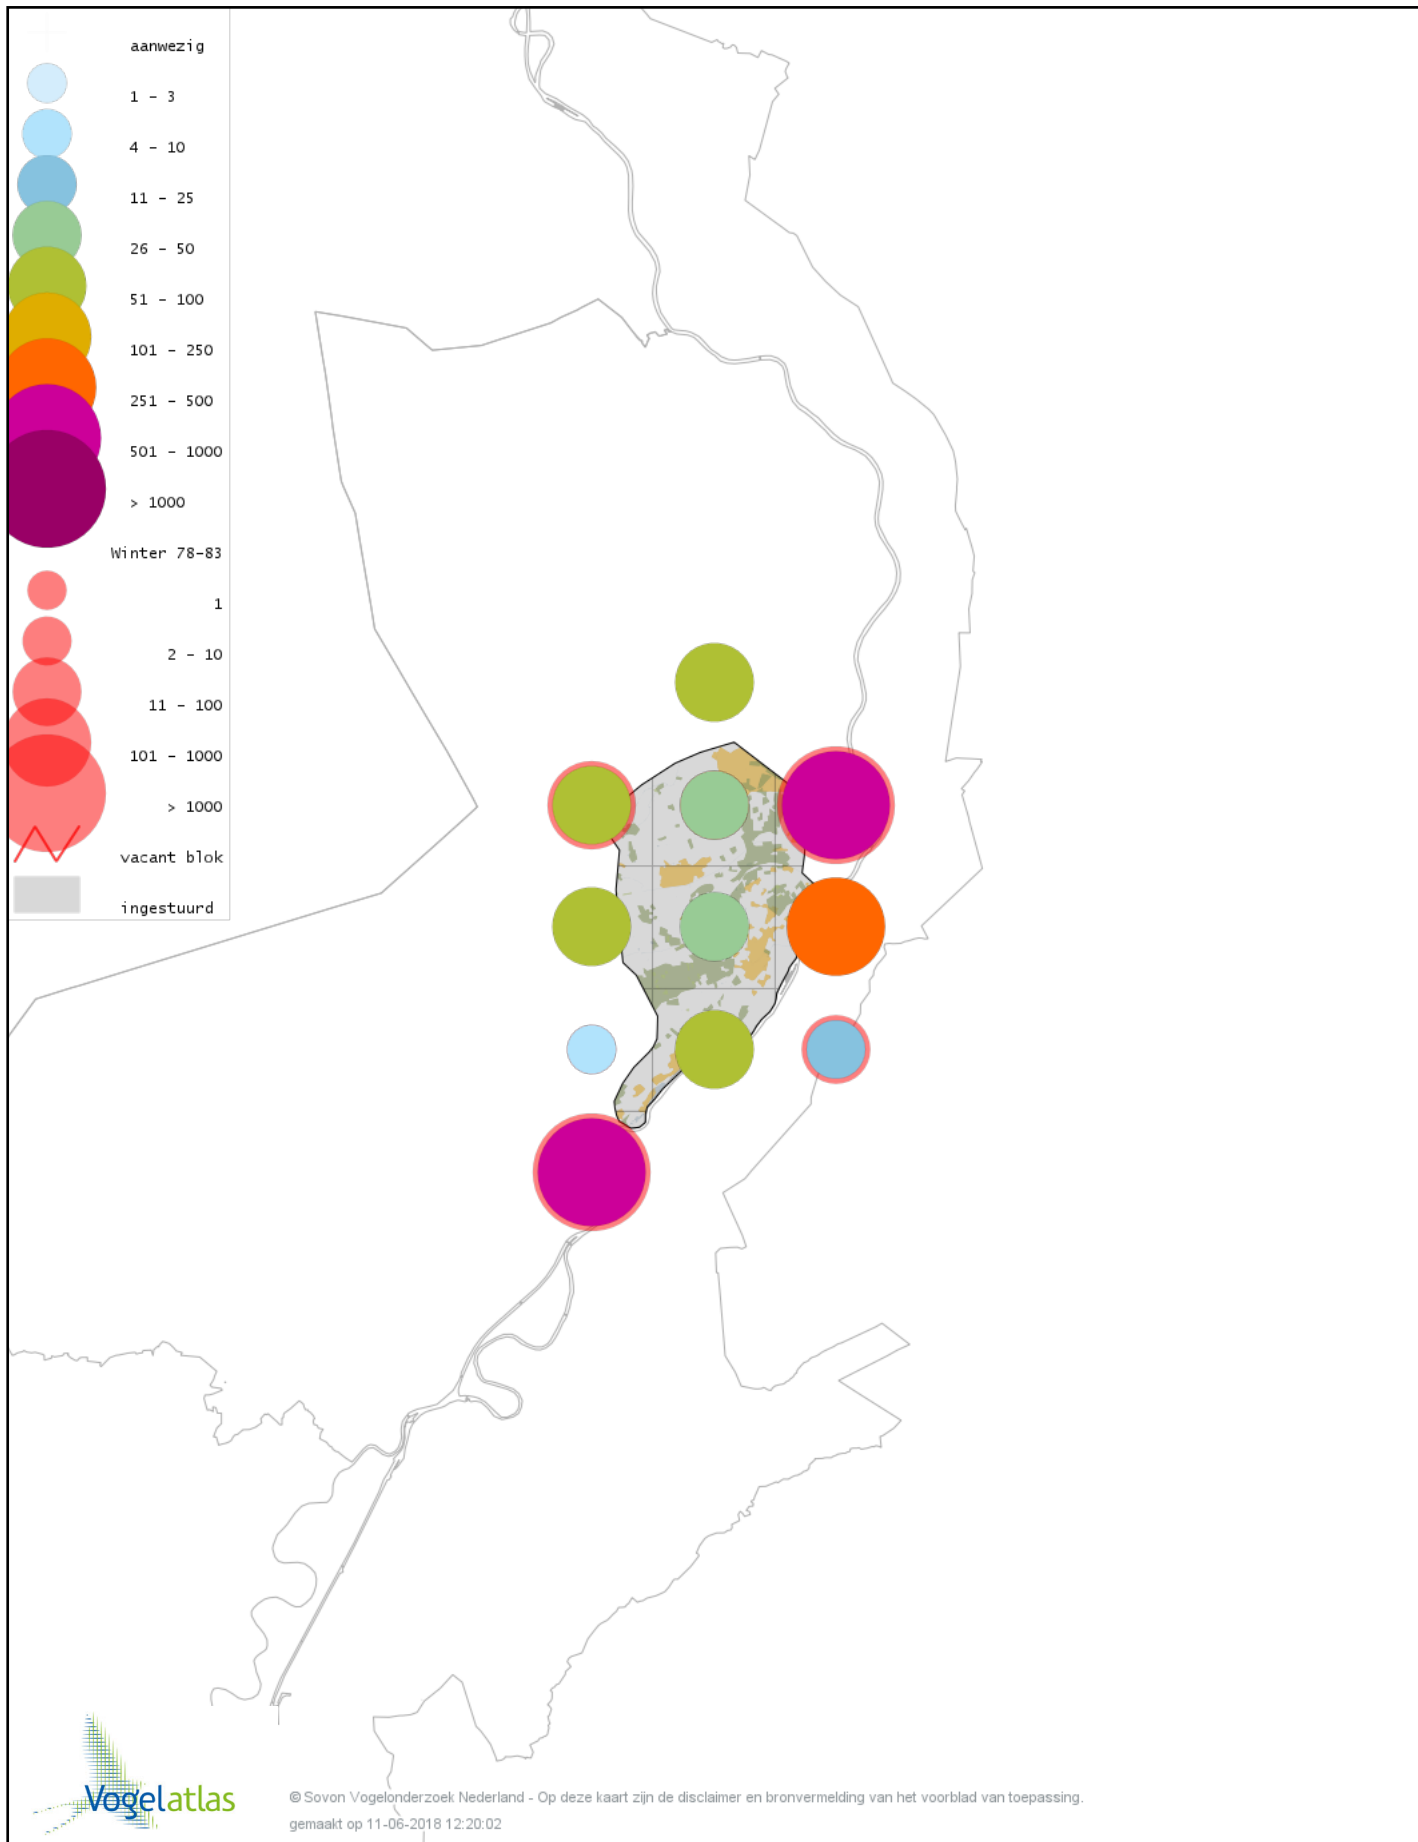 aanwezig
1 – 3
4 – 10
11 – 25
26 – 50
51 – 100
101 – 250
251 – 500
501 – 1000
> 1000
Winter 78-83
1
2 – 10
11 – 100
101 – 1000
> 1000
vacant blok
ingestuurd
Vogelatlas
© Sovon Vogelonderzoek Nederland - Op deze kaart zijn de disclaimer en bronvermelding van het voorblad van toepassing.
gemaakt op 11-06-2018 12:20:02